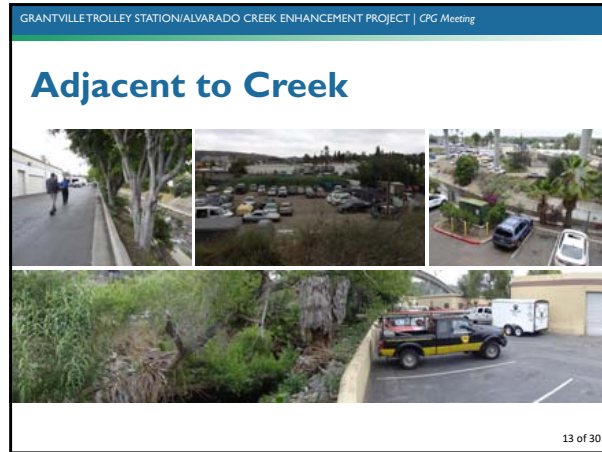 GRANTVILLE TROLLEY STATION/ALVARADO CREEK ENHANCEMENT PROJECT | CPG Meeting
Adjacent to Creek
13 of 30